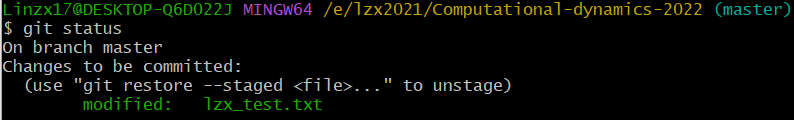 Linzx17@DESKTOP-Q6DO22J MINGW64 /e/lzx2021/Computational-dynamics-2022 (master)
$ git status
On branch master
Changes to be committed:
  (use "git restore --staged <file>..." to unstage)
        modified:   lzx_test.txt